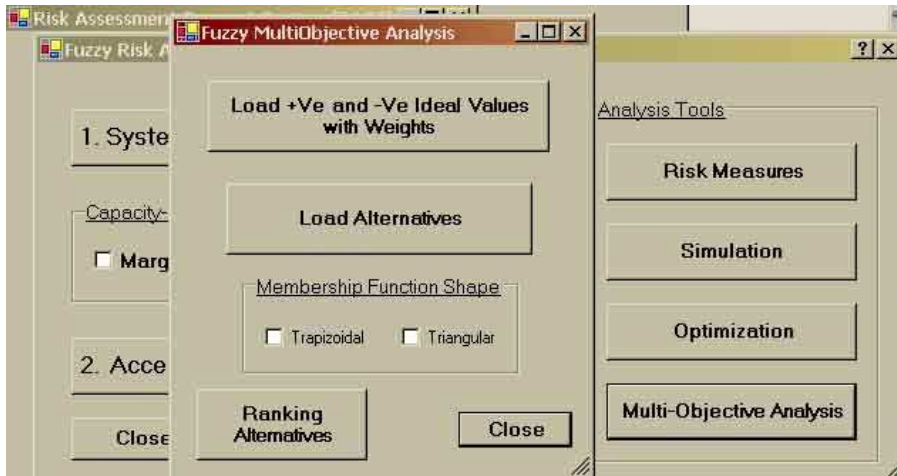 Risk Assessment
Fuzzy Risk A
Fuzzy MultiObjective Analysis
Load +Ve and -Ve Ideal Values
with Weights
Load Alternatives
Membership Function Shape
Trapizoidal
Triangular
Ranking
Alternatives
Close
1. Syste
Capacity-
Marg
2. Acce
Close
Analysis Tools
Risk Measures
Simulation
Optimization
Multi-Objective Analysis